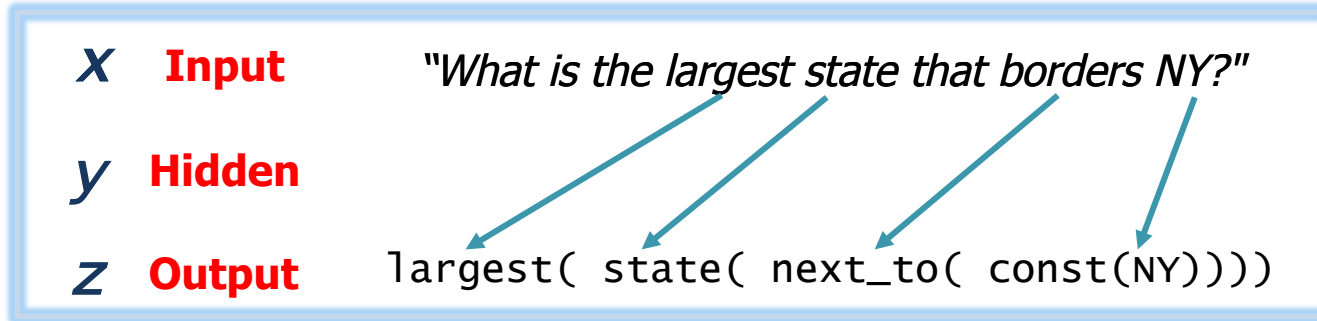 x Input “What is the largest state that borders NY?"
y Hidden
z Output largest( state( next_to( const(NY))))